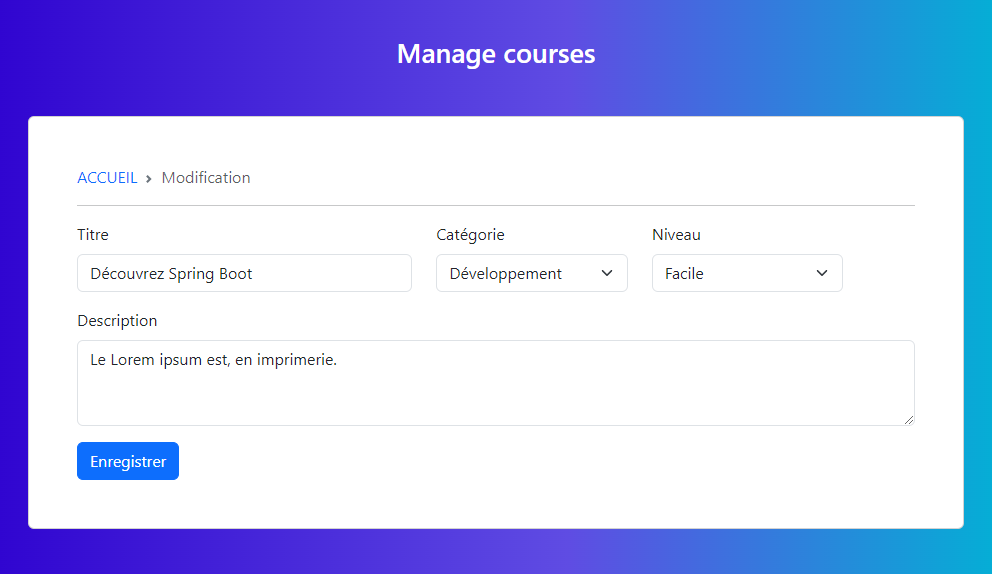 Manage courses
ACCUEIL > Modification
Titre Catégorie Niveau
Découvrez Spring Boot Développement Facile
Description
Le Lorem ipsum est, en imprimerie.
Enregistrer